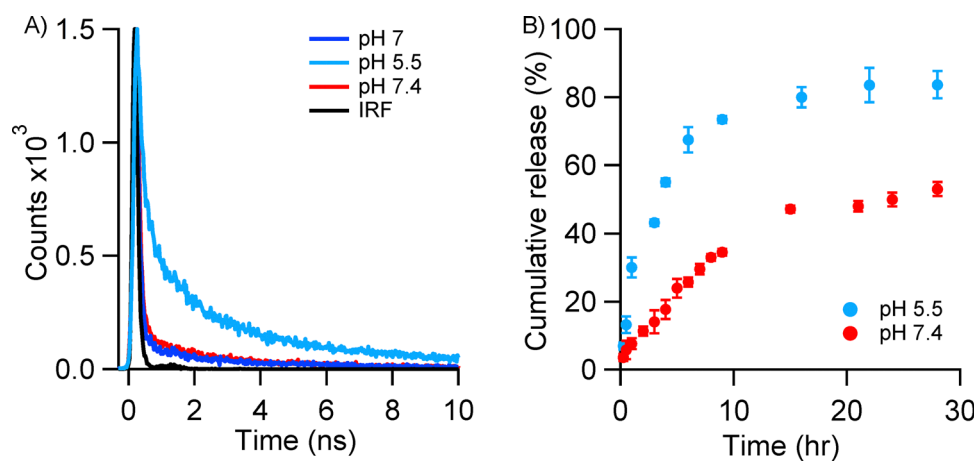 A)
Counts x10³
1.5
1.0
0.5
0.0
0 2 4 6 8 10
Time (ns)
pH 7
pH 5.5
pH 7.4
IRF
B)
Cumulative release (%)
100
80
60
40
20
0
0 10 20 30
Time (hr)
pH 5.5
pH 7.4